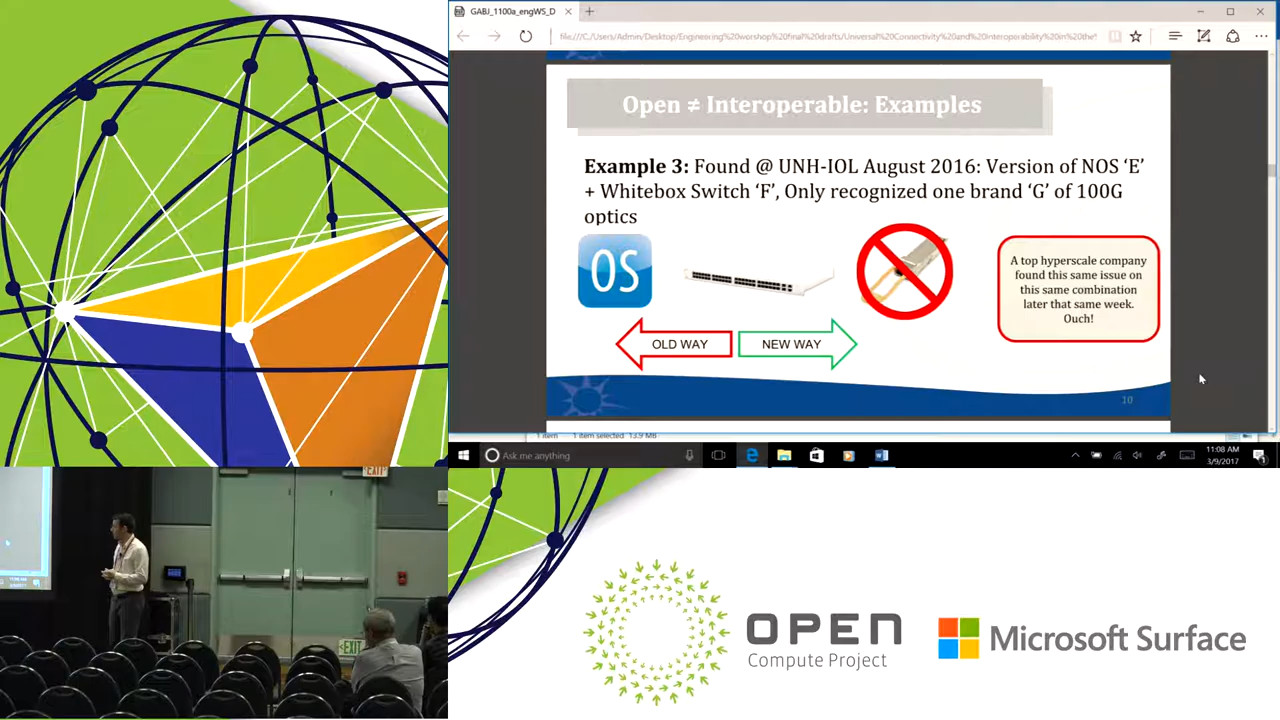 GABJ_1100a_engWS_D
file:///C:/Users/Admin/Desktop/Engineering%20worshop%20final%20drafts/Universal%20Connectivity%20and%20Interoperability%20in%20the%
Open ≠ Interoperable: Examples
Example 3: Found @ UNH-IOL August 2016: Version of NOS ‘E’
+ Whitebox Switch ‘F’, Only recognized one brand ‘G’ of 100G
optics
OS
A top hyperscale company
found this same issue on
this same combination
later that same week.
Ouch!
OLD WAY
NEW WAY
10
1 item 1 item selected 13.9 MB
Ask me anything
11:08 AM
3/9/2017
EXIT
EXIT
OPEN
Compute Project
Microsoft Surface